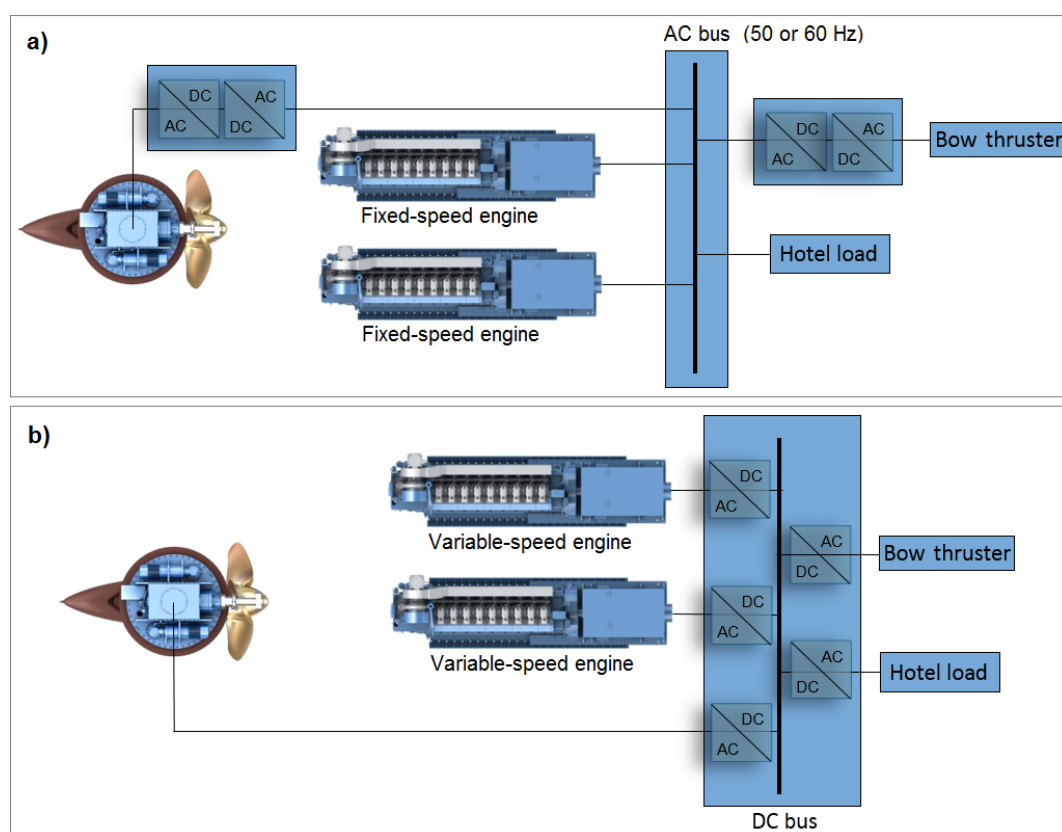 a)
AC bus (50 or 60 Hz)
DC
AC
AC
DC
DC
AC
AC
DC
Bow thruster
Fixed-speed engine
Hotel load
Fixed-speed engine
b)
DC
AC
Variable-speed engine
AC
DC
Bow thruster
DC
AC
Variable-speed engine
AC
DC
Hotel load
DC
AC
DC bus